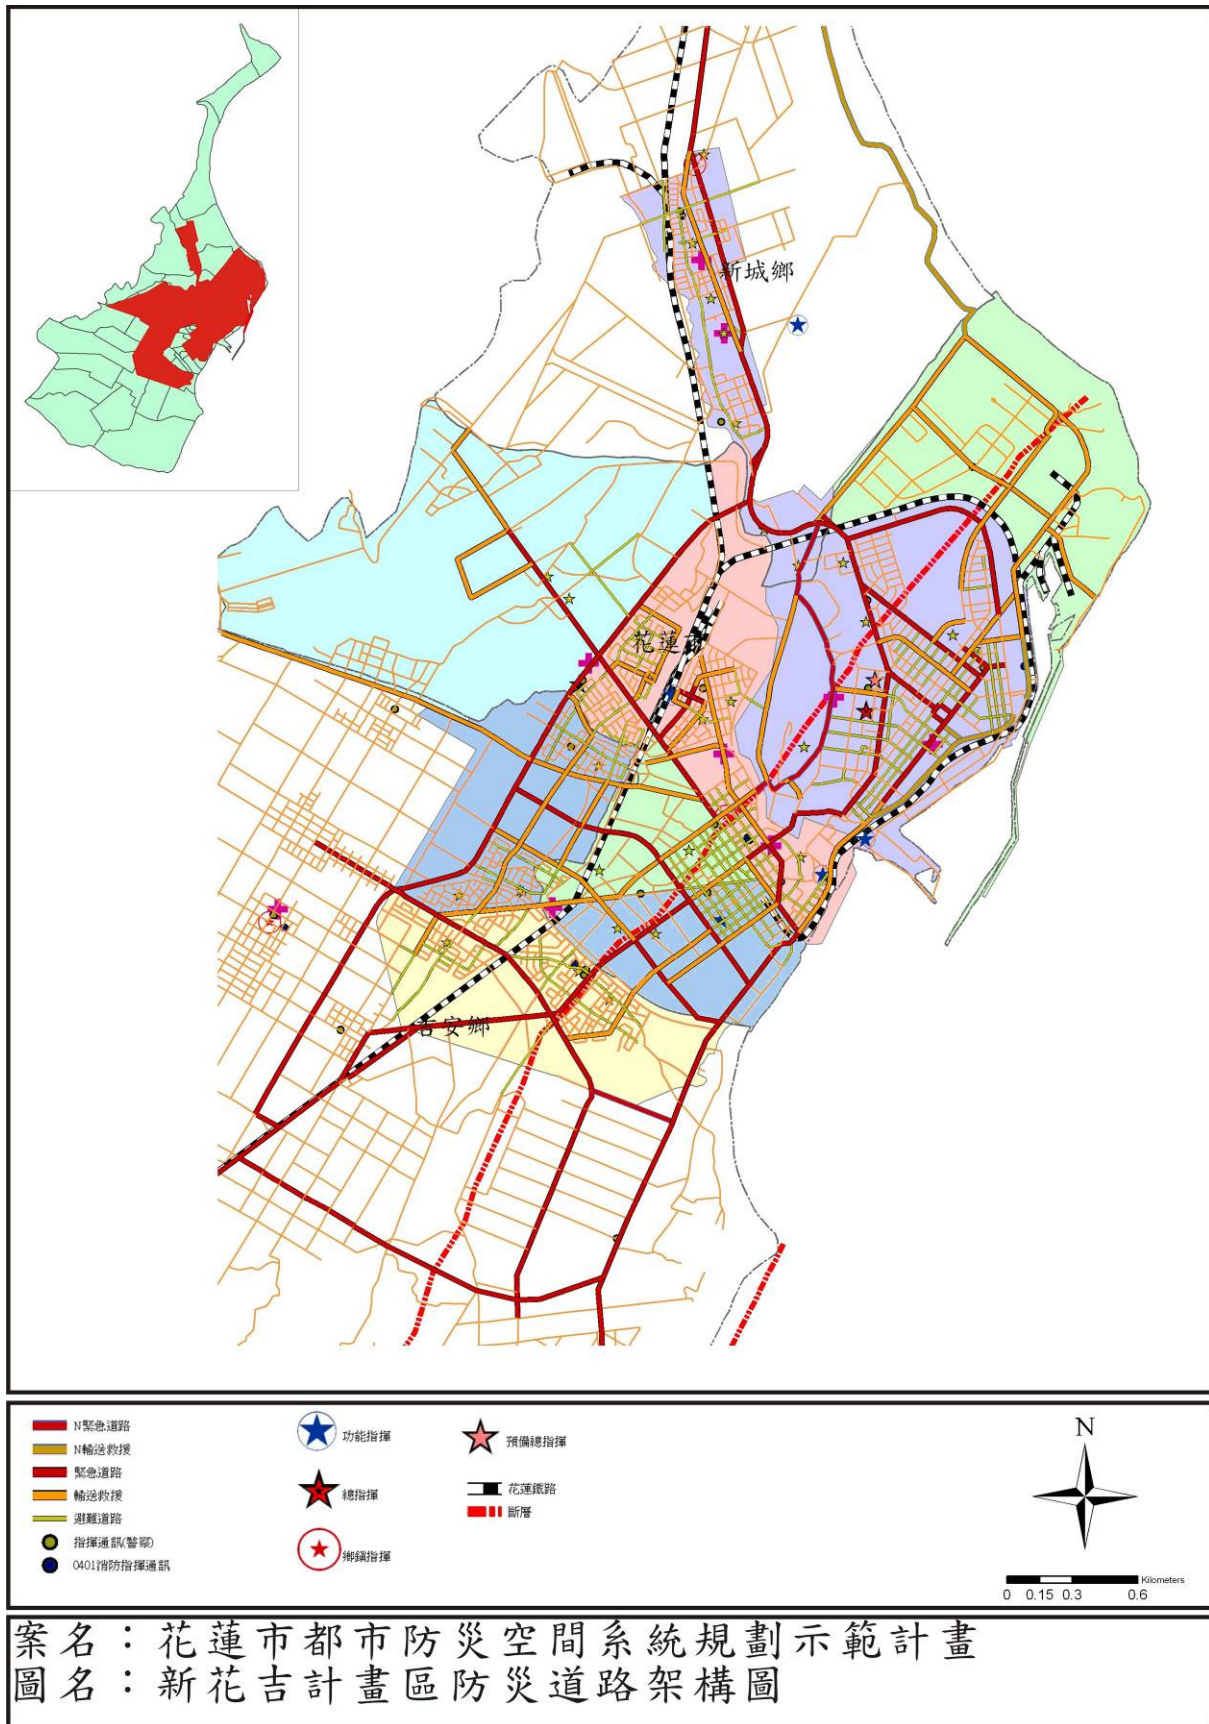 新城鄉
花蓮市
吉安鄉
N緊急道路
N輸送救援
緊急道路
輸送救援
避難道路
指揮通訊(警察)
0401消防指揮通訊
功能指揮
總指揮
鄉鎮指揮
預備總指揮
花蓮鐵路
斷層
N
Kilometers
0 0.15 0.3 0.6
案名：花蓮市都市防災空間系統規劃示範計畫
圖名：新花吉計畫區防災道路架構圖